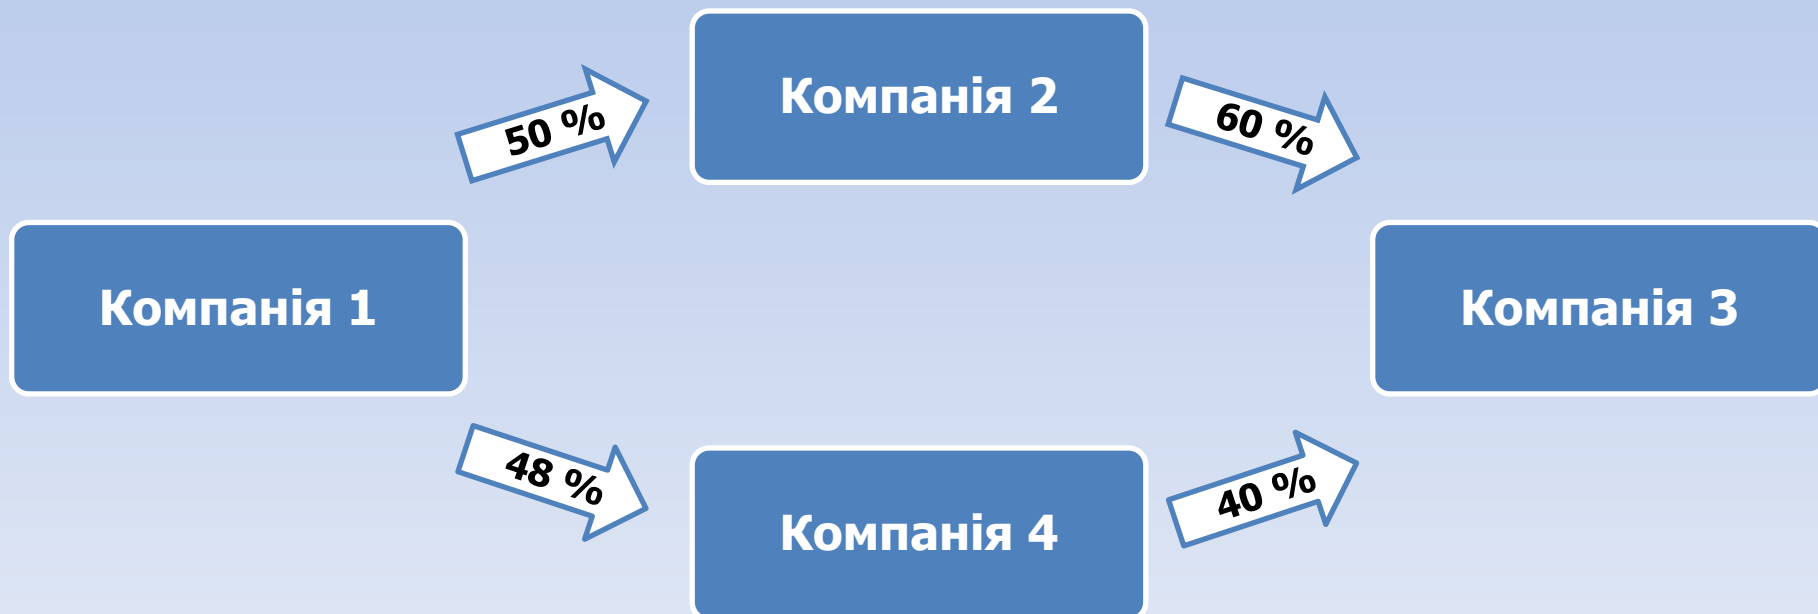 Компанія 2
50 %
60 %
Компанія 1
Компанія 3
48 %
40 %
Компанія 4